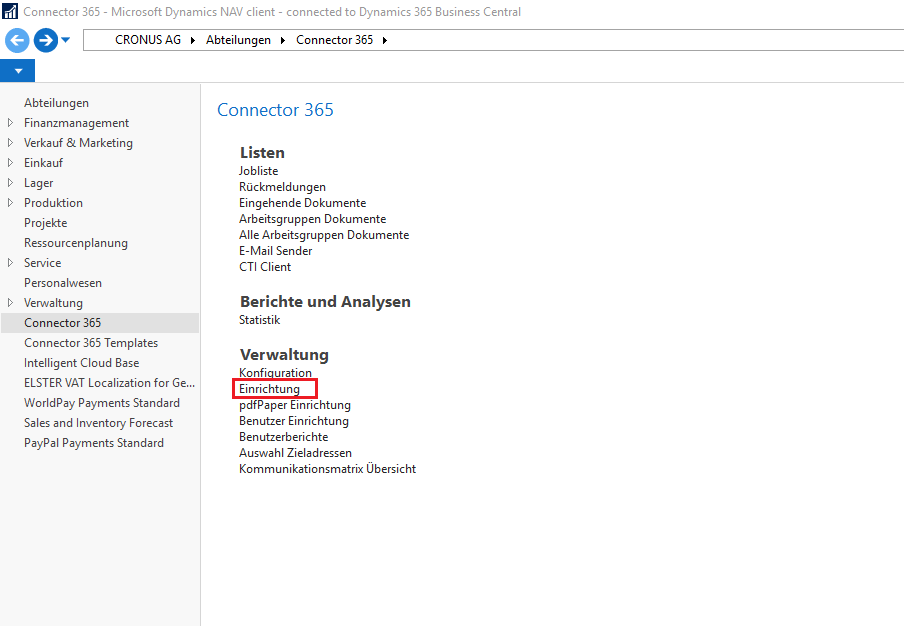 Connector 365 - Microsoft Dynamics NAV client - connected to Dynamics 365 Business Central
CRONUS AG Abteilungen Connector 365
Abteilungen
Finanzmanagement
Verkauf & Marketing
Einkauf
Lager
Produktion
Projekte
Ressourcenplanung
Service
Personalwesen
Verwaltung
Connector 365
Connector 365 Templates
Intelligent Cloud Base
ELSTER VAT Localization for Ge...
WorldPay Payments Standard
Sales and Inventory Forecast
PayPal Payments Standard
Connector 365
Listen
Jobliste
Rückmeldungen
Eingehende Dokumente
Arbeitsgruppen Dokumente
Alle Arbeitsgruppen Dokumente
E-Mail Sender
CTI Client
Berichte und Analysen
Statistik
Verwaltung
Konfiguration
Einrichtung
pdfPaper Einrichtung
Benutzer Einrichtung
Benutzerberichte
Auswahl Zieladressen
Kommunikationsmatrix Übersicht